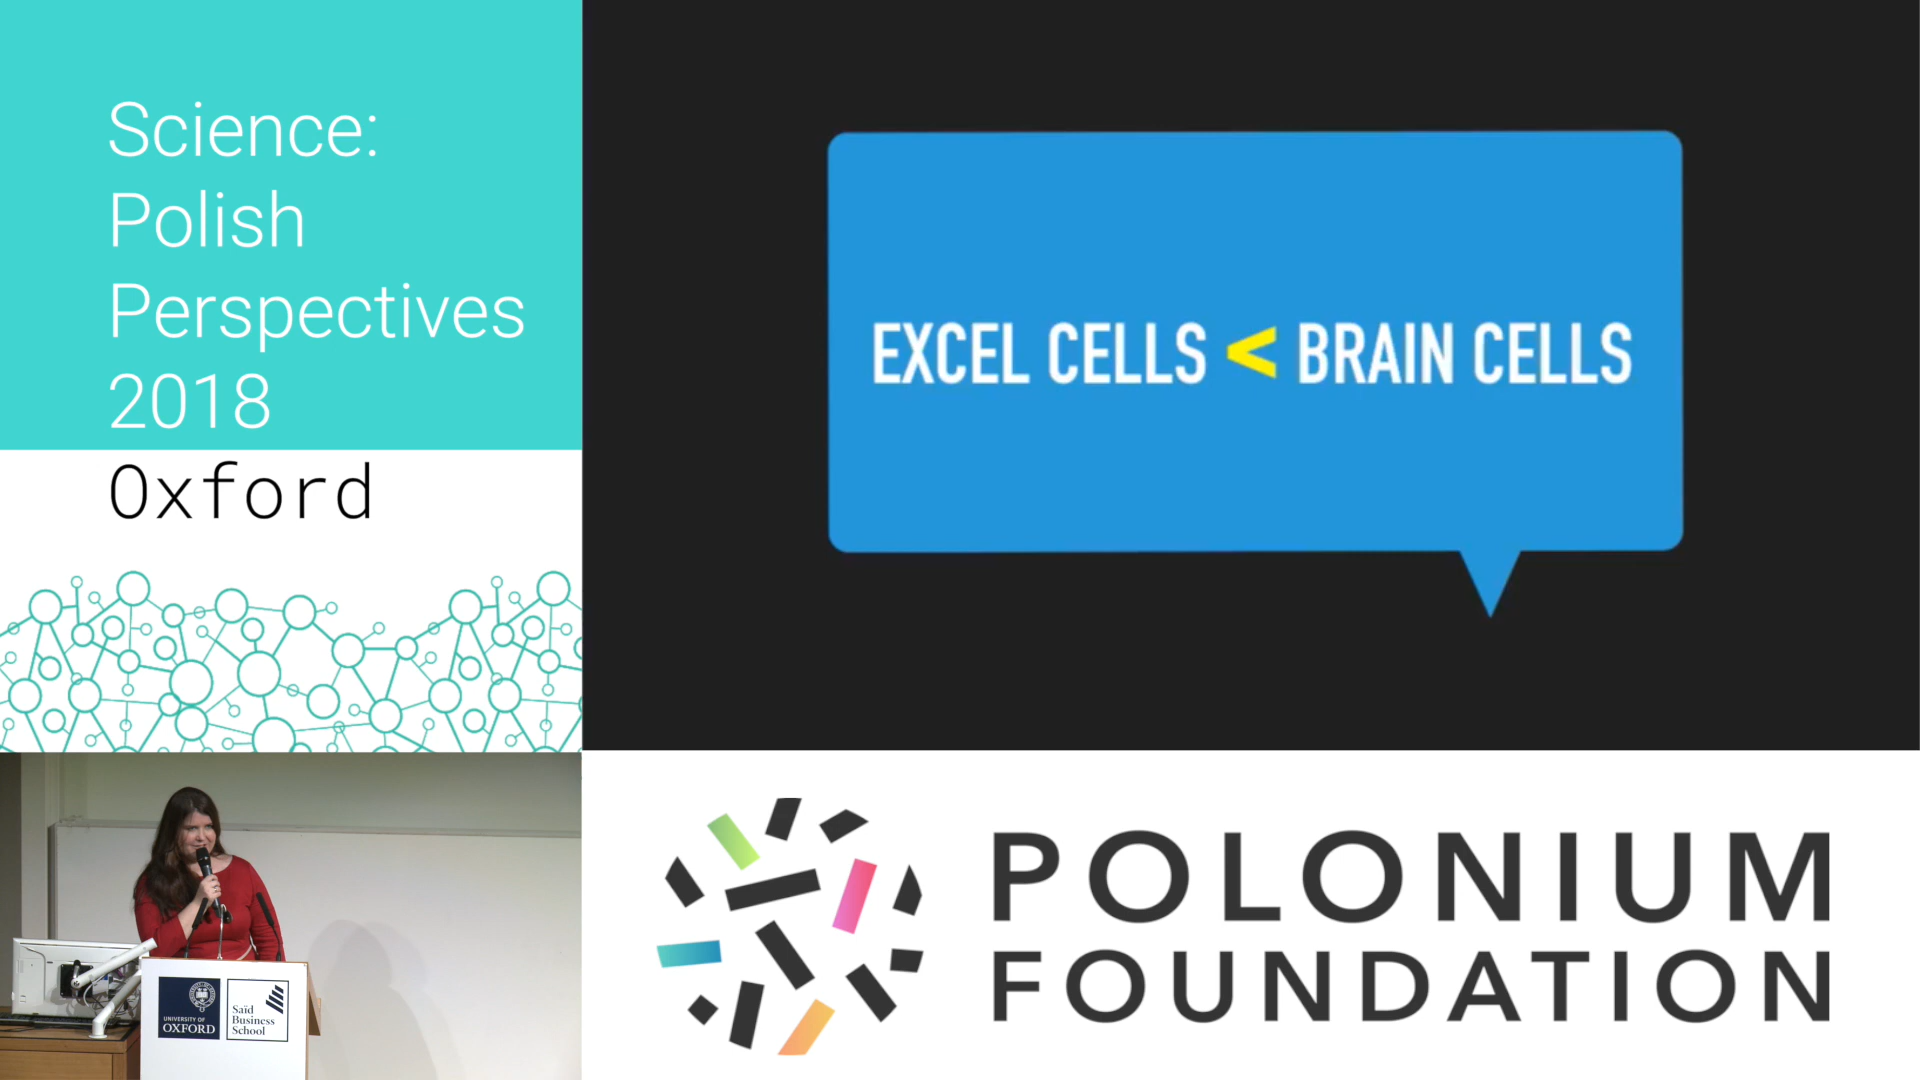 Science:
Polish
Perspectives
2018
Oxford
EXCEL CELLS < BRAIN CELLS
UNIVERSITY OF
OXFORD
Saïd
Business
School
POLONIUM
FOUNDATION